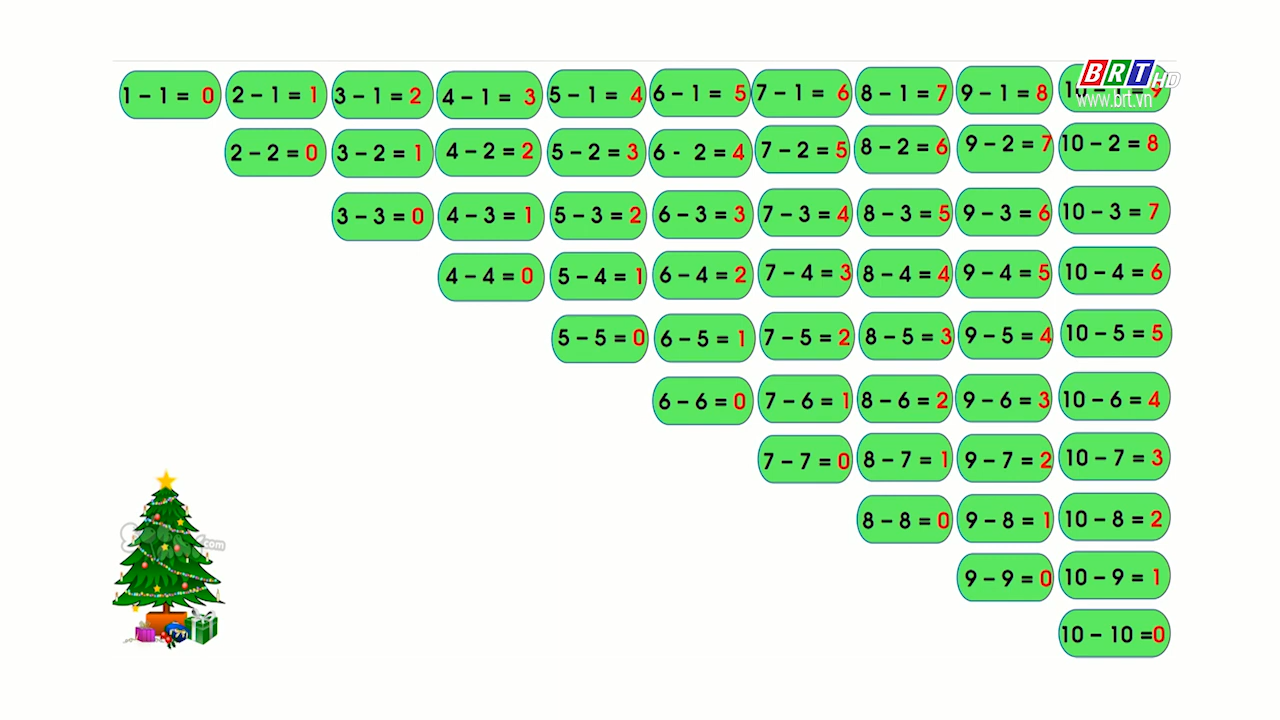 1 – 1 = 0 2 – 1 = 1 3 – 1 = 2 4 – 1 = 3 5 – 1 = 4 6 – 1 = 5 7 – 1 = 6 8 – 1 = 7 9 – 1 = 8 10 – 1 = 9
BRT HD
www.brt.vn
2 – 2 = 0 3 – 2 = 1 4 – 2 = 2 5 – 2 = 3 6 - 2 = 4 7 – 2 = 5 8 – 2 = 6 9 – 2 = 7 10 – 2 = 8
3 – 3 = 0 4 – 3 = 1 5 – 3 = 2 6 – 3 = 3 7 – 3 = 4 8 – 3 = 5 9 – 3 = 6 10 – 3 = 7
4 – 4 = 0 5 – 4 = 1 6 – 4 = 2 7 – 4 = 3 8 – 4 = 4 9 – 4 = 5 10 – 4 = 6
5 – 5 = 0 6 – 5 = 1 7 – 5 = 2 8 – 5 = 3 9 – 5 = 4 10 – 5 = 5
6 – 6 = 0 7 – 6 = 1 8 – 6 = 2 9 – 6 = 3 10 – 6 = 4
7 – 7 = 0 8 – 7 = 1 9 – 7 = 2 10 – 7 = 3
8 – 8 = 0 9 – 8 = 1 10 – 8 = 2
9 – 9 = 0 10 – 9 = 1
10 – 10 =0